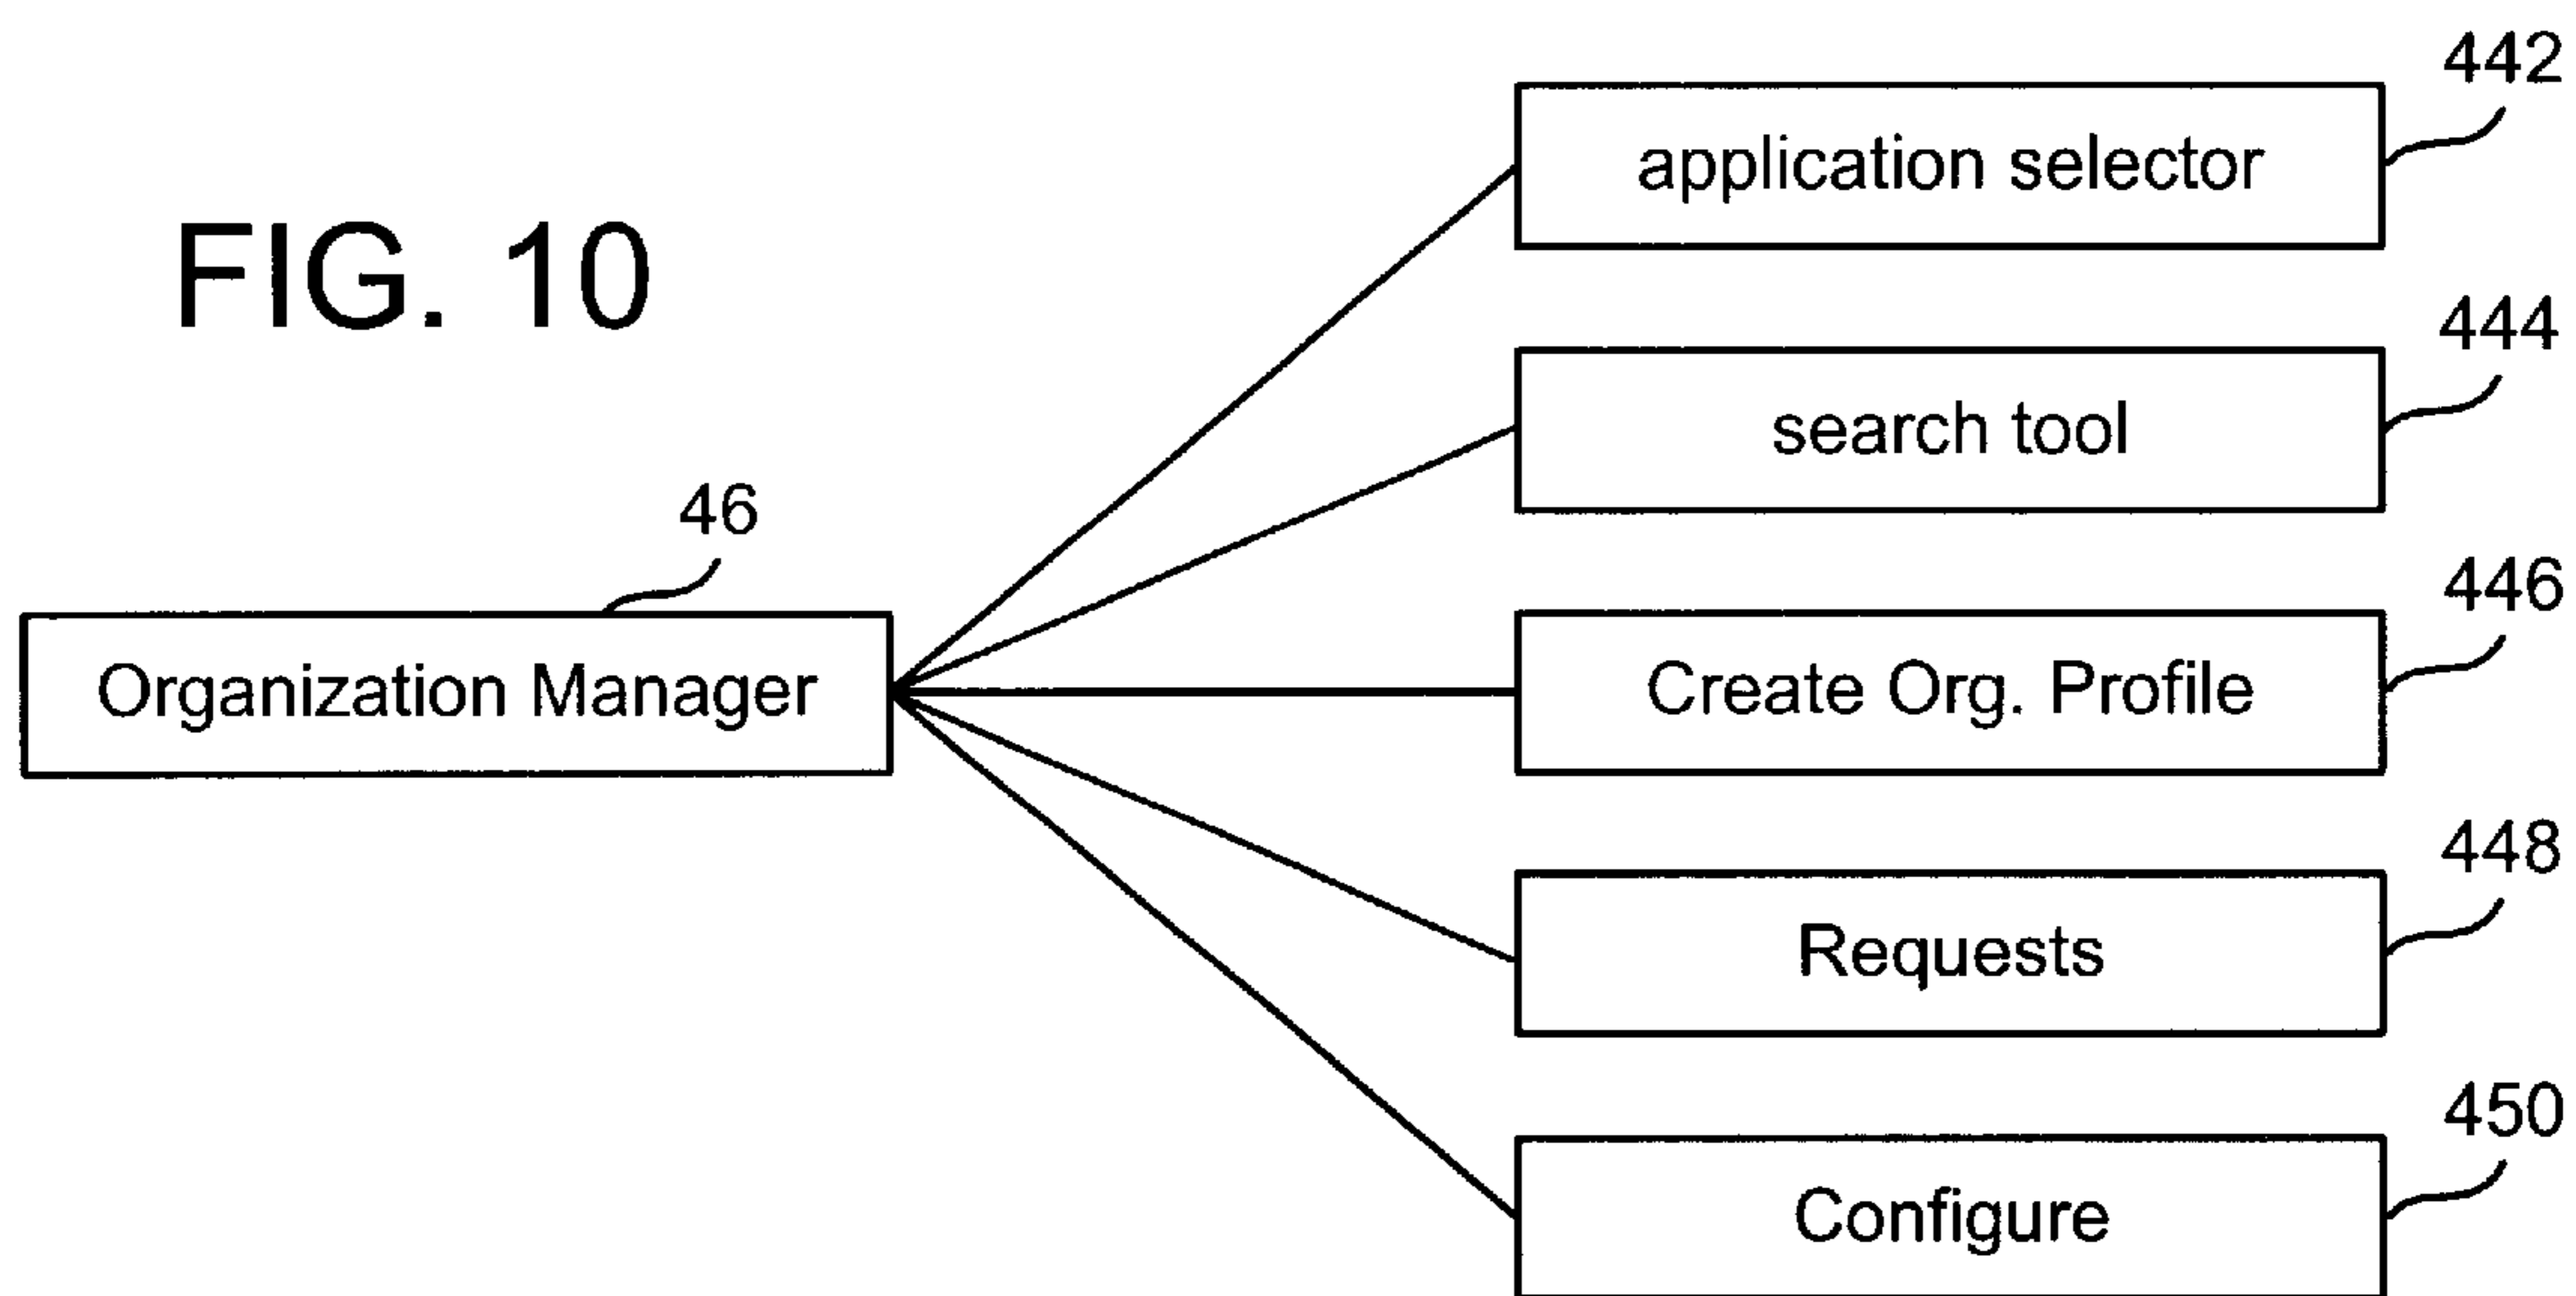 FIG. 10
442
application selector
444
search tool
46
Organization Manager
446
Create Org. Profile
448
Requests
450
Configure